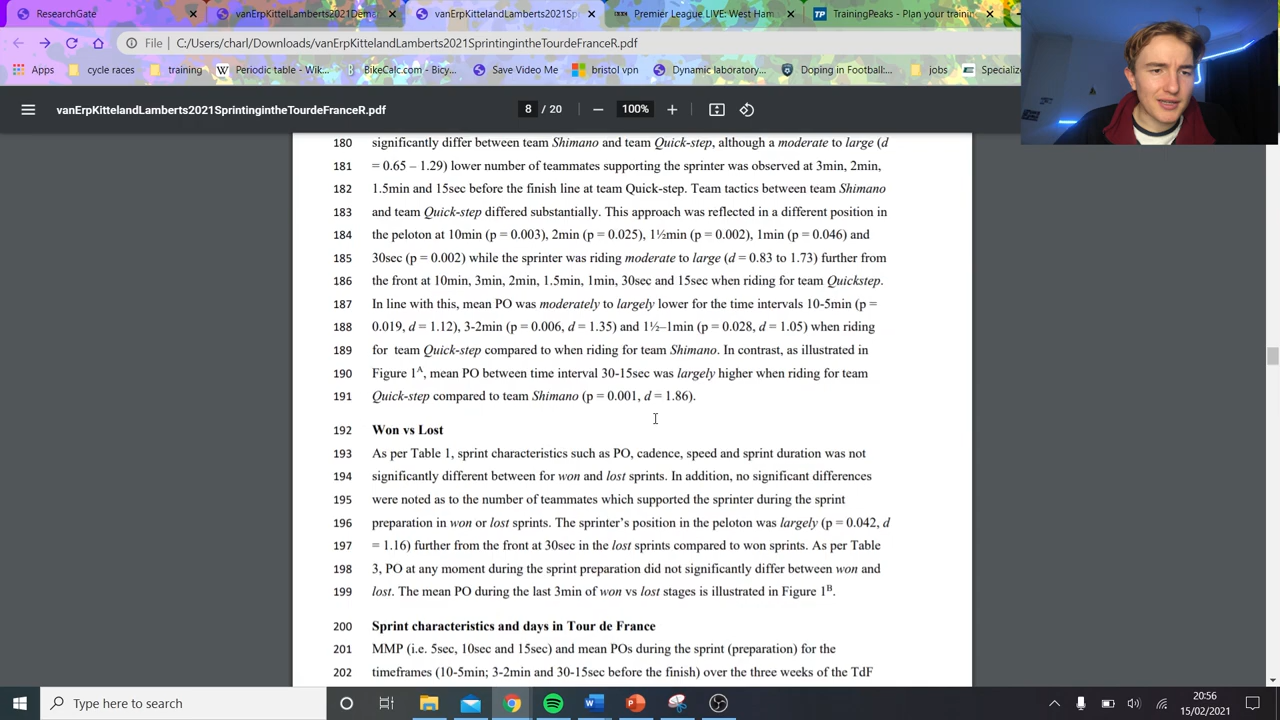 ResearchGate
vanErpKittelLamberts2021Demar
vanErpKittelandLamberts2021Spr
Premier League LIVE: West Ham
TrainingPeaks - Plan your trainin
File
C:/Users/charl/Downloads/vanErpKittelandLamberts2021SprintingintheTourdeFranceR.pdf
Apps
cycle races
training
Periodic table - Wik...
BikeCalc.com - Bicy...
Save Video Me
bristol vpn
Dynamic laboratory...
Doping in Football:...
jobs
Specialize
vanErpKittelandLamberts2021SprintingintheTourdeFranceR.pdf
8 / 20
100%
180 significantly differ between team Shimano and team Quick-step, although a moderate to large (d
181 = 0.65 – 1.29) lower number of teammates supporting the sprinter was observed at 3min, 2min,
182 1.5min and 15sec before the finish line at team Quick-step. Team tactics between team Shimano
183 and team Quick-step differed substantially. This approach was reflected in a different position in
184 the peloton at 10min (p = 0.003), 2min (p = 0.025), 1½min (p = 0.002), 1min (p = 0.046) and
185 30sec (p = 0.002) while the sprinter was riding moderate to large (d = 0.83 to 1.73) further from
186 the front at 10min, 3min, 2min, 1.5min, 1min, 30sec and 15sec when riding for team Quickstep.
187 In line with this, mean PO was moderately to largely lower for the time intervals 10-5min (p =
188 0.019, d = 1.12), 3-2min (p = 0.006, d = 1.35) and 1½–1min (p = 0.028, d = 1.05) when riding
189 for team Quick-step compared to when riding for team Shimano. In contrast, as illustrated in
190 Figure 1A, mean PO between time interval 30-15sec was largely higher when riding for team
191 Quick-step compared to team Shimano (p = 0.001, d = 1.86).
192 Won vs Lost
193 As per Table 1, sprint characteristics such as PO, cadence, speed and sprint duration was not
194 significantly different between for won and lost sprints. In addition, no significant differences
195 were noted as to the number of teammates which supported the sprinter during the sprint
196 preparation in won or lost sprints. The sprinter's position in the peloton was largely (p = 0.042, d
197 = 1.16) further from the front at 30sec in the lost sprints compared to won sprints. As per Table
198 3, PO at any moment during the sprint preparation did not significantly differ between won and
199 lost. The mean PO during the last 3min of won vs lost stages is illustrated in Figure 1B.
200 Sprint characteristics and days in Tour de France
201 MMP (i.e. 5sec, 10sec and 15sec) and mean POs during the sprint (preparation) for the
202 timeframes (10-5min; 3-2min and 30-15sec before the finish) over the three weeks of the TdF
Type here to search
20:56
15/02/2021